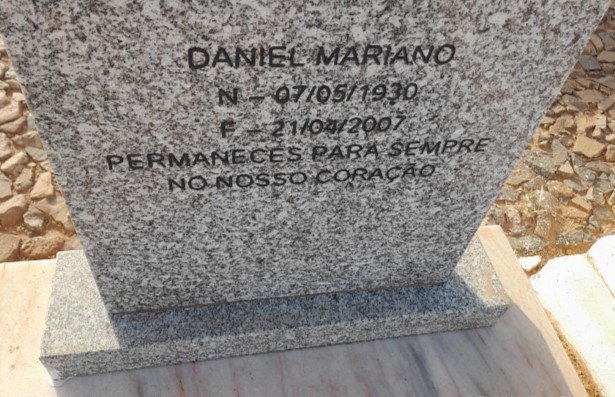 DANIEL MARIANO
N - 07/05/1930
F - 21/04/2007
PERMANECES PARA SEMPRE
NO NOSSO CORAÇÃO